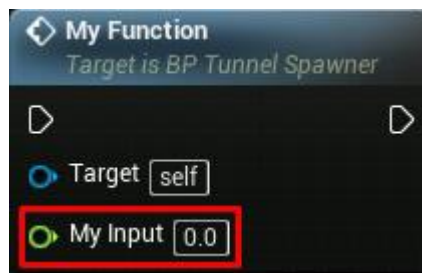 My Function
Target is BP Tunnel Spawner
Target self
My Input 0.0